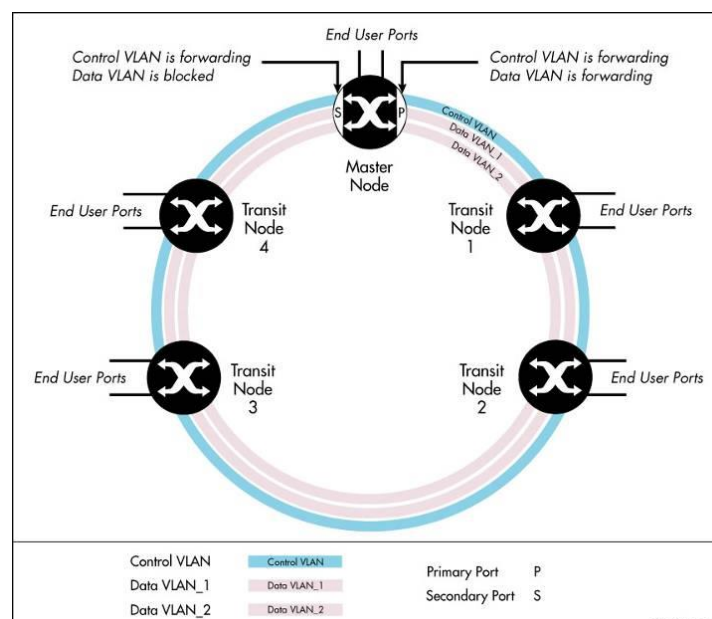 End User Ports
Control VLAN is forwarding
Data VLAN is blocked
Control VLAN is forwarding
Data VLAN is forwarding
S
P
Control VLAN
Data VLAN_1
Data VLAN_2
Master
Node
End User Ports
Transit
Node
4
Transit
Node
1
End User Ports
End User Ports
Transit
Node
3
Transit
Node
2
End User Ports
Control VLAN
Control VLAN
Data VLAN_1
Data VLAN_1
Data VLAN_2
Data VLAN_2
Primary Port P
Secondary Port S